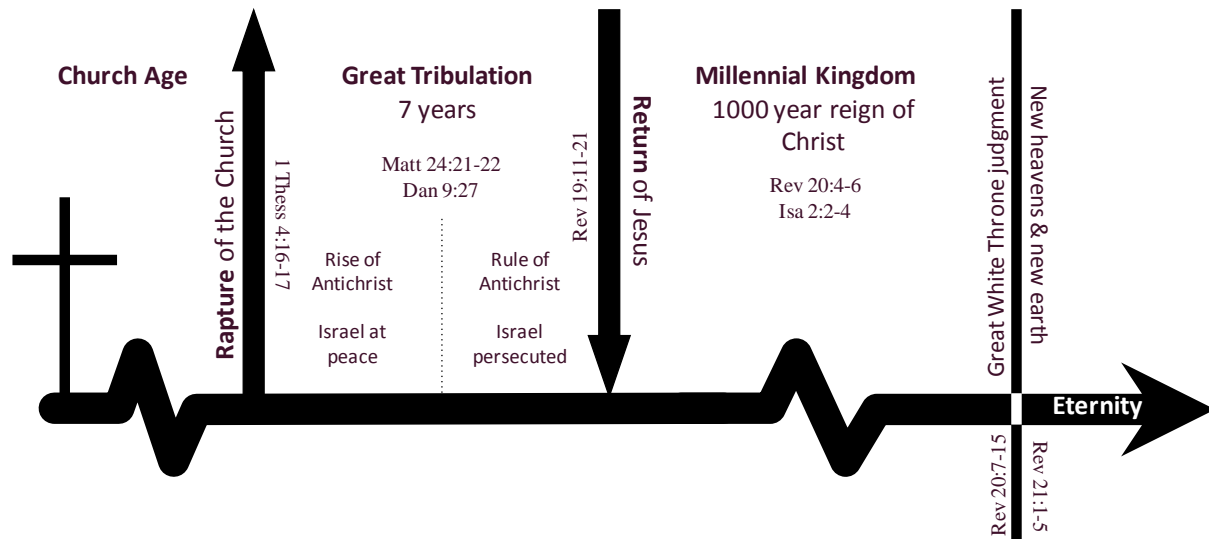 Church Age
Rapture of the Church
1 Thess 4:16-17
Great Tribulation
7 years
Matt 24:21-22
Dan 9:27
Rise of
Antichrist
Israel at
peace
Rule of
Antichrist
Israel
persecuted
Rev 19:11-21
Return of Jesus
Millennial Kingdom
1000 year reign of
Christ
Rev 20:4-6
Isa 2:2-4
Great White Throne judgment
New heavens & new earth
Eternity
Rev 20:7-15
Rev 21:1-5